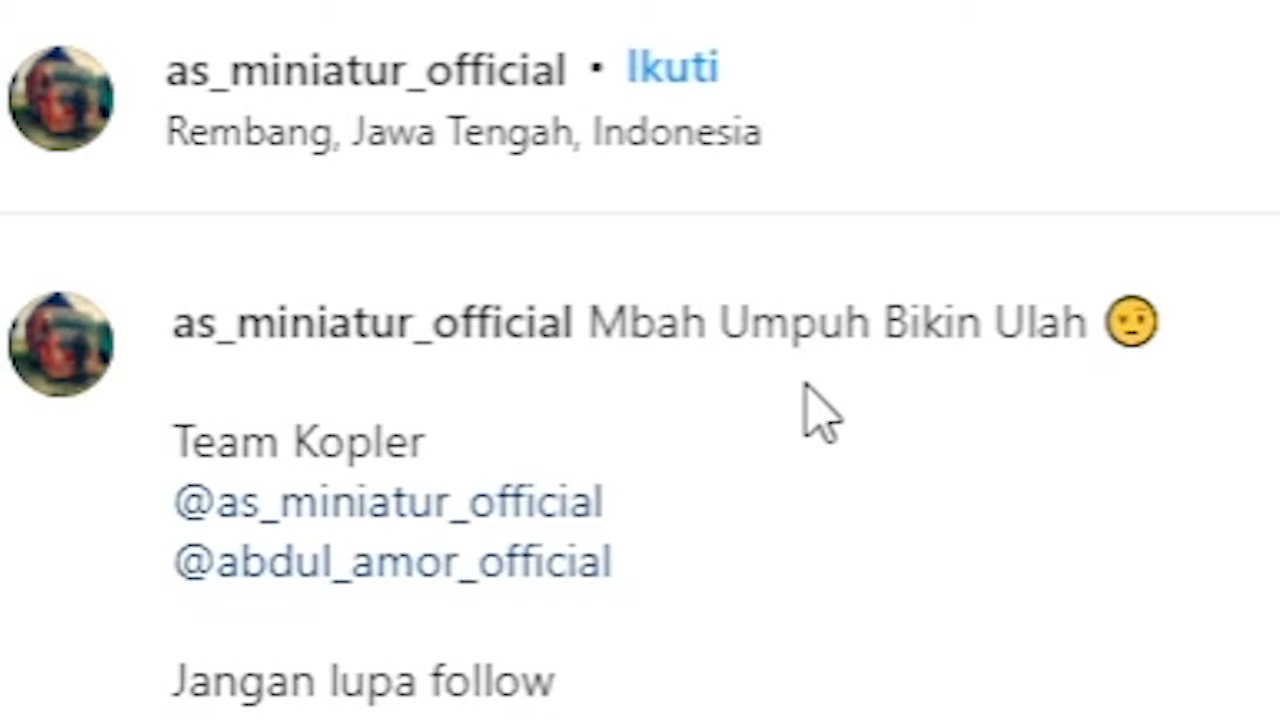 as_miniatur_official • Ikuti
Rembang, Jawa Tengah, Indonesia
as_miniatur_official Mbah Umpuh Bikin Ulah 🤨
Team Kopler
@as_miniatur_official
@abdul_amor_official
Jangan lupa follow